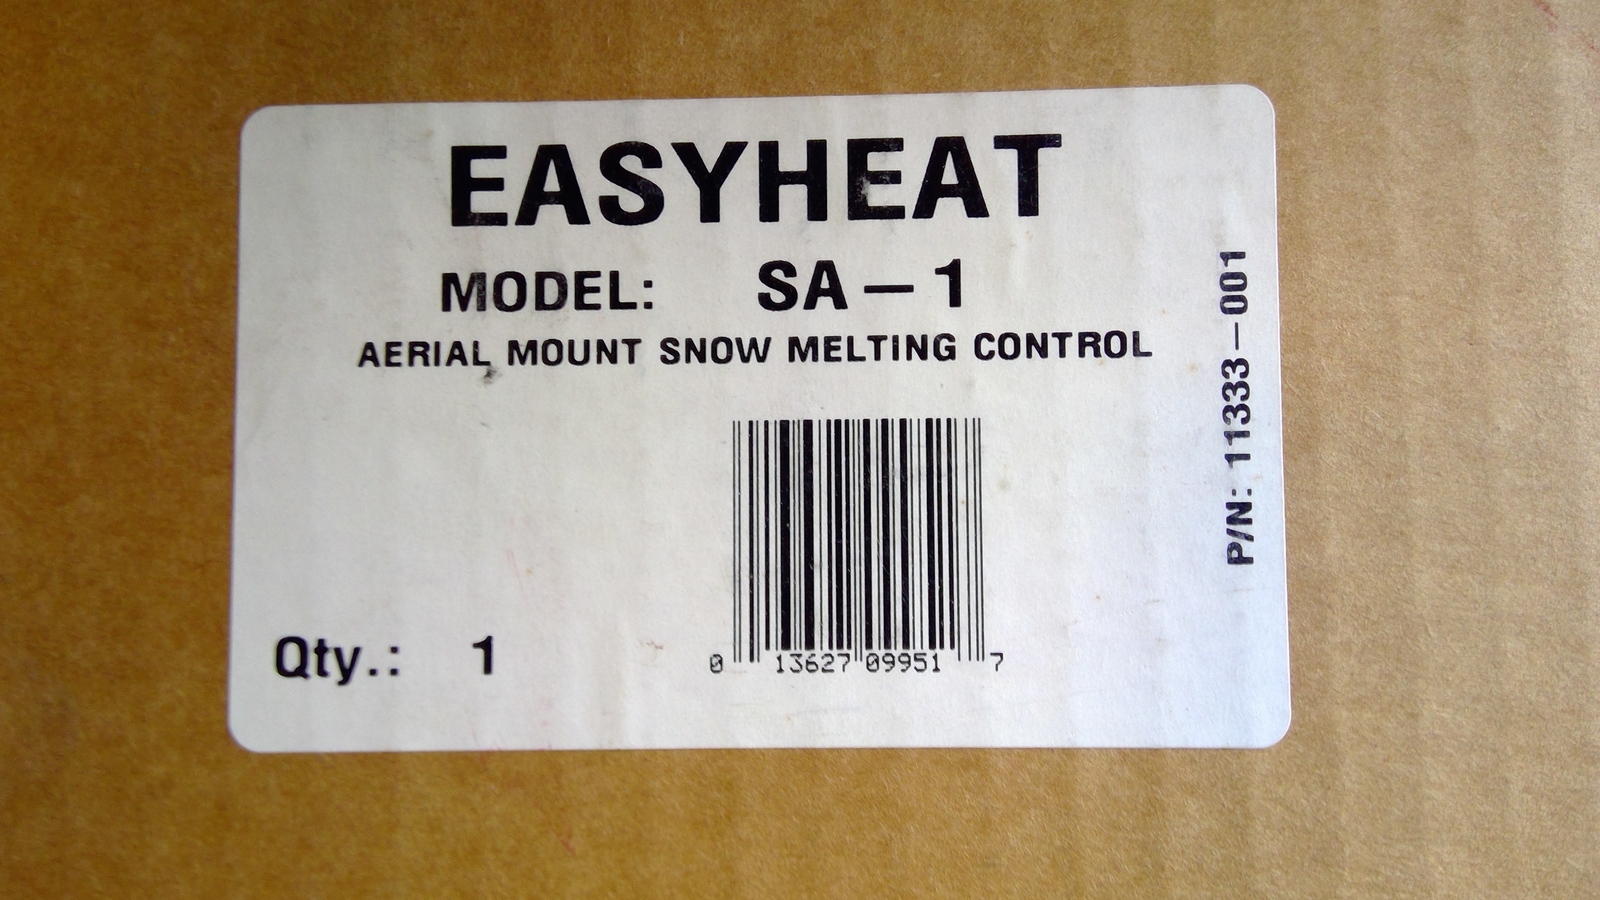 EASYHEAT
MODEL: SA-1
AERIAL MOUNT SNOW MELTING CONTROL
P/N: 11333-001
Qty.: 1
0 13627 09951 7